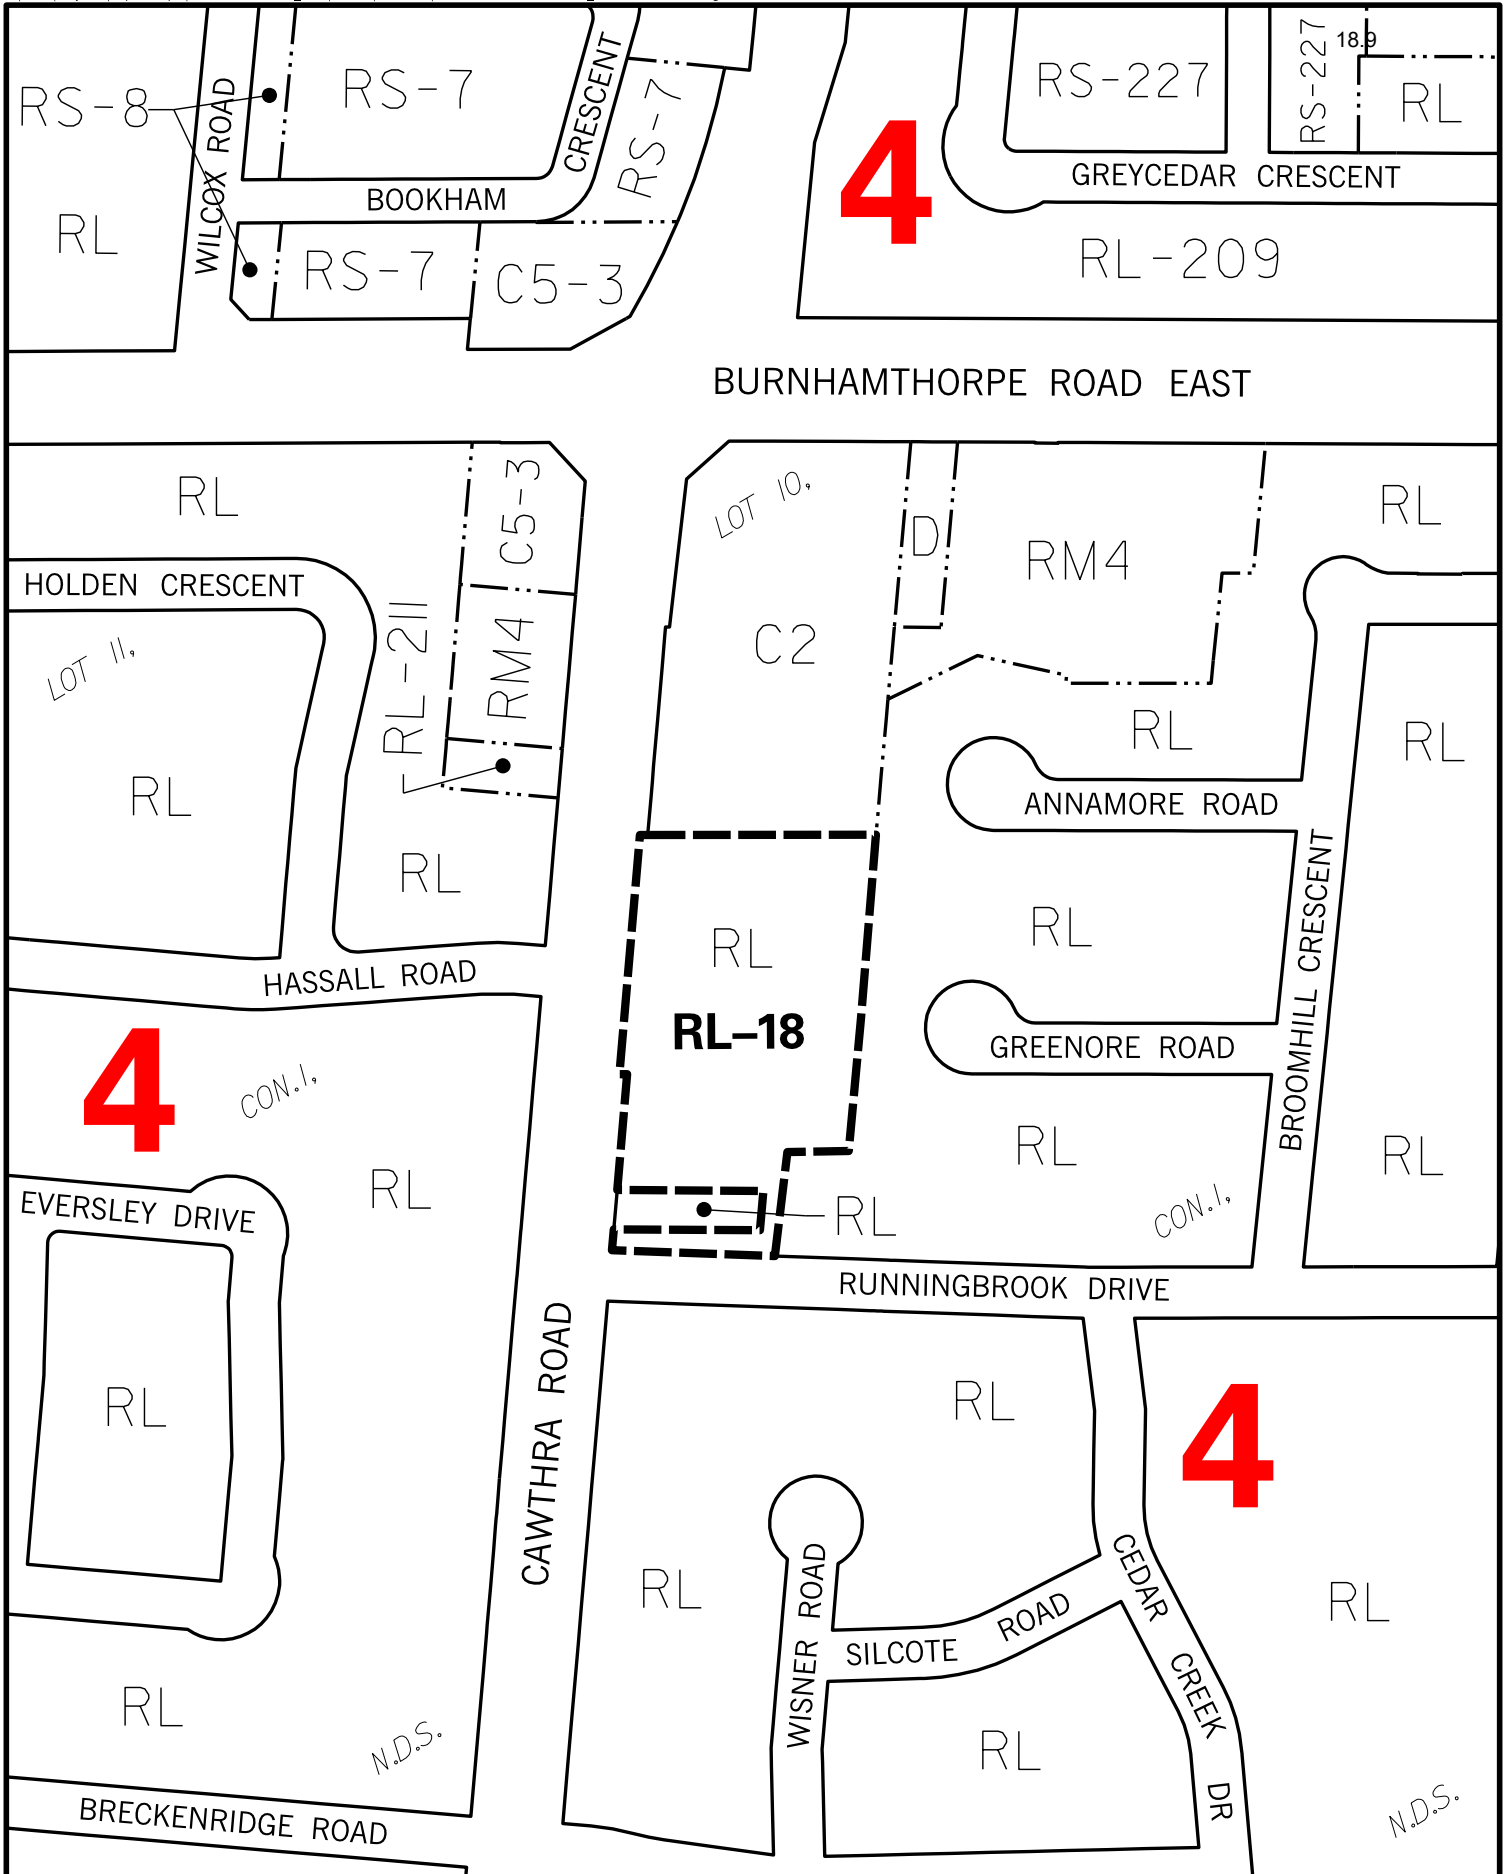 RS-227
18.9
RS-8
WILCOX ROAD
RS-7
CRESCENT
RS-7
4
RS-227
RL
BOOKHAM
GREYCEDAR CRESCENT
RL
RS-7
C5-3
RL-209
BURNHAMTHORPE ROAD EAST
RL
C5-3
LOT 10,
D
RM4
RL
HOLDEN CRESCENT
LOT 11,
RL-211
RM4
C2
RL
RL
RL
ANNAMORE ROAD
RL
RL
RL
BROOMHILL CRESCENT
HASSALL ROAD
RL-18
GREENORE ROAD
4
CON.1,
RL
RL
RL
EVERSLEY DRIVE
RL
CON.1,
RUNNINGBROOK DRIVE
CAWTHRA ROAD
RL
RL
4
RL
WISNER ROAD
SILCOTE ROAD
CEDAR CREEK DR
RL
RL
N.D.S.
RL
N.D.S.
BRECKENRIDGE ROAD